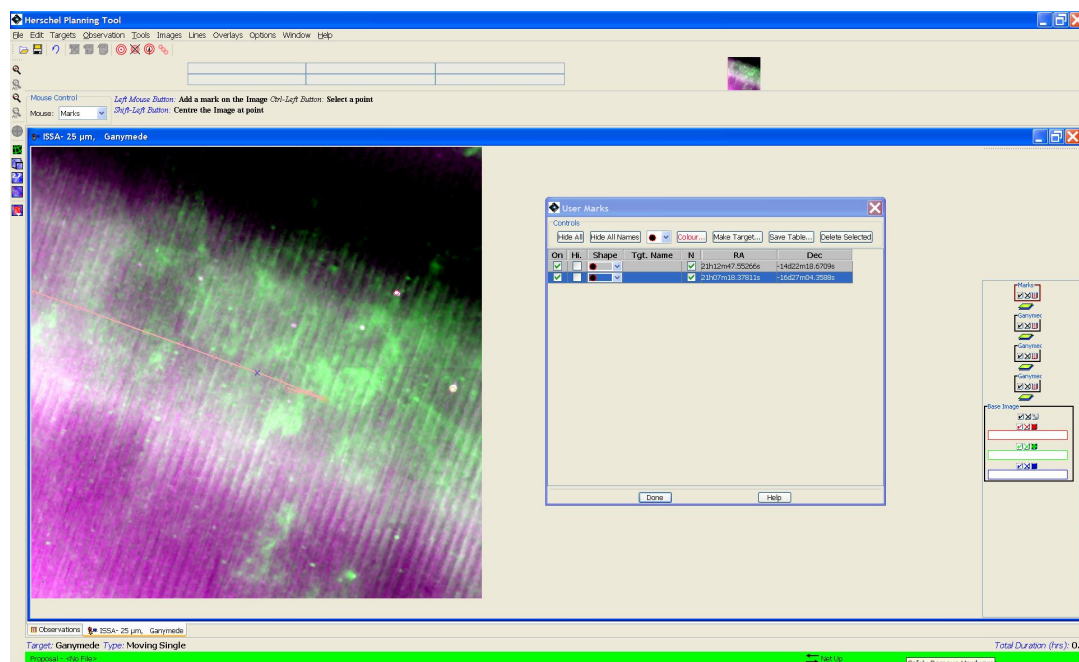 Herschel Planning Tool
File Edit Targets Observation Tools Images Lines Overlays Options Window Help
Mouse Control
Left Mouse Button: Add a mark on the Image Ctrl-Left Button: Select a point
Mouse: Marks
Shift-Left Button: Centre the Image at point
ISSA- 25 µm, Ganymede
User Marks
Controls
Hide All Hide All Names Colour... Make Target... Save Table... Delete Selected
On Hi. Shape Tgt. Name N RA Dec
21h12m47.55266s -14d22m18.6709s
21h07m18.37811s -16d27m04.3588s
Done Help
Marks
Ganymec
Ganymec
Ganymec
Base Image
Observations ISSA- 25 µm, Ganymede
Target: Ganymede Type: Moving Single Total Duration (hrs): 0.
Proposal - <No File> Net Up